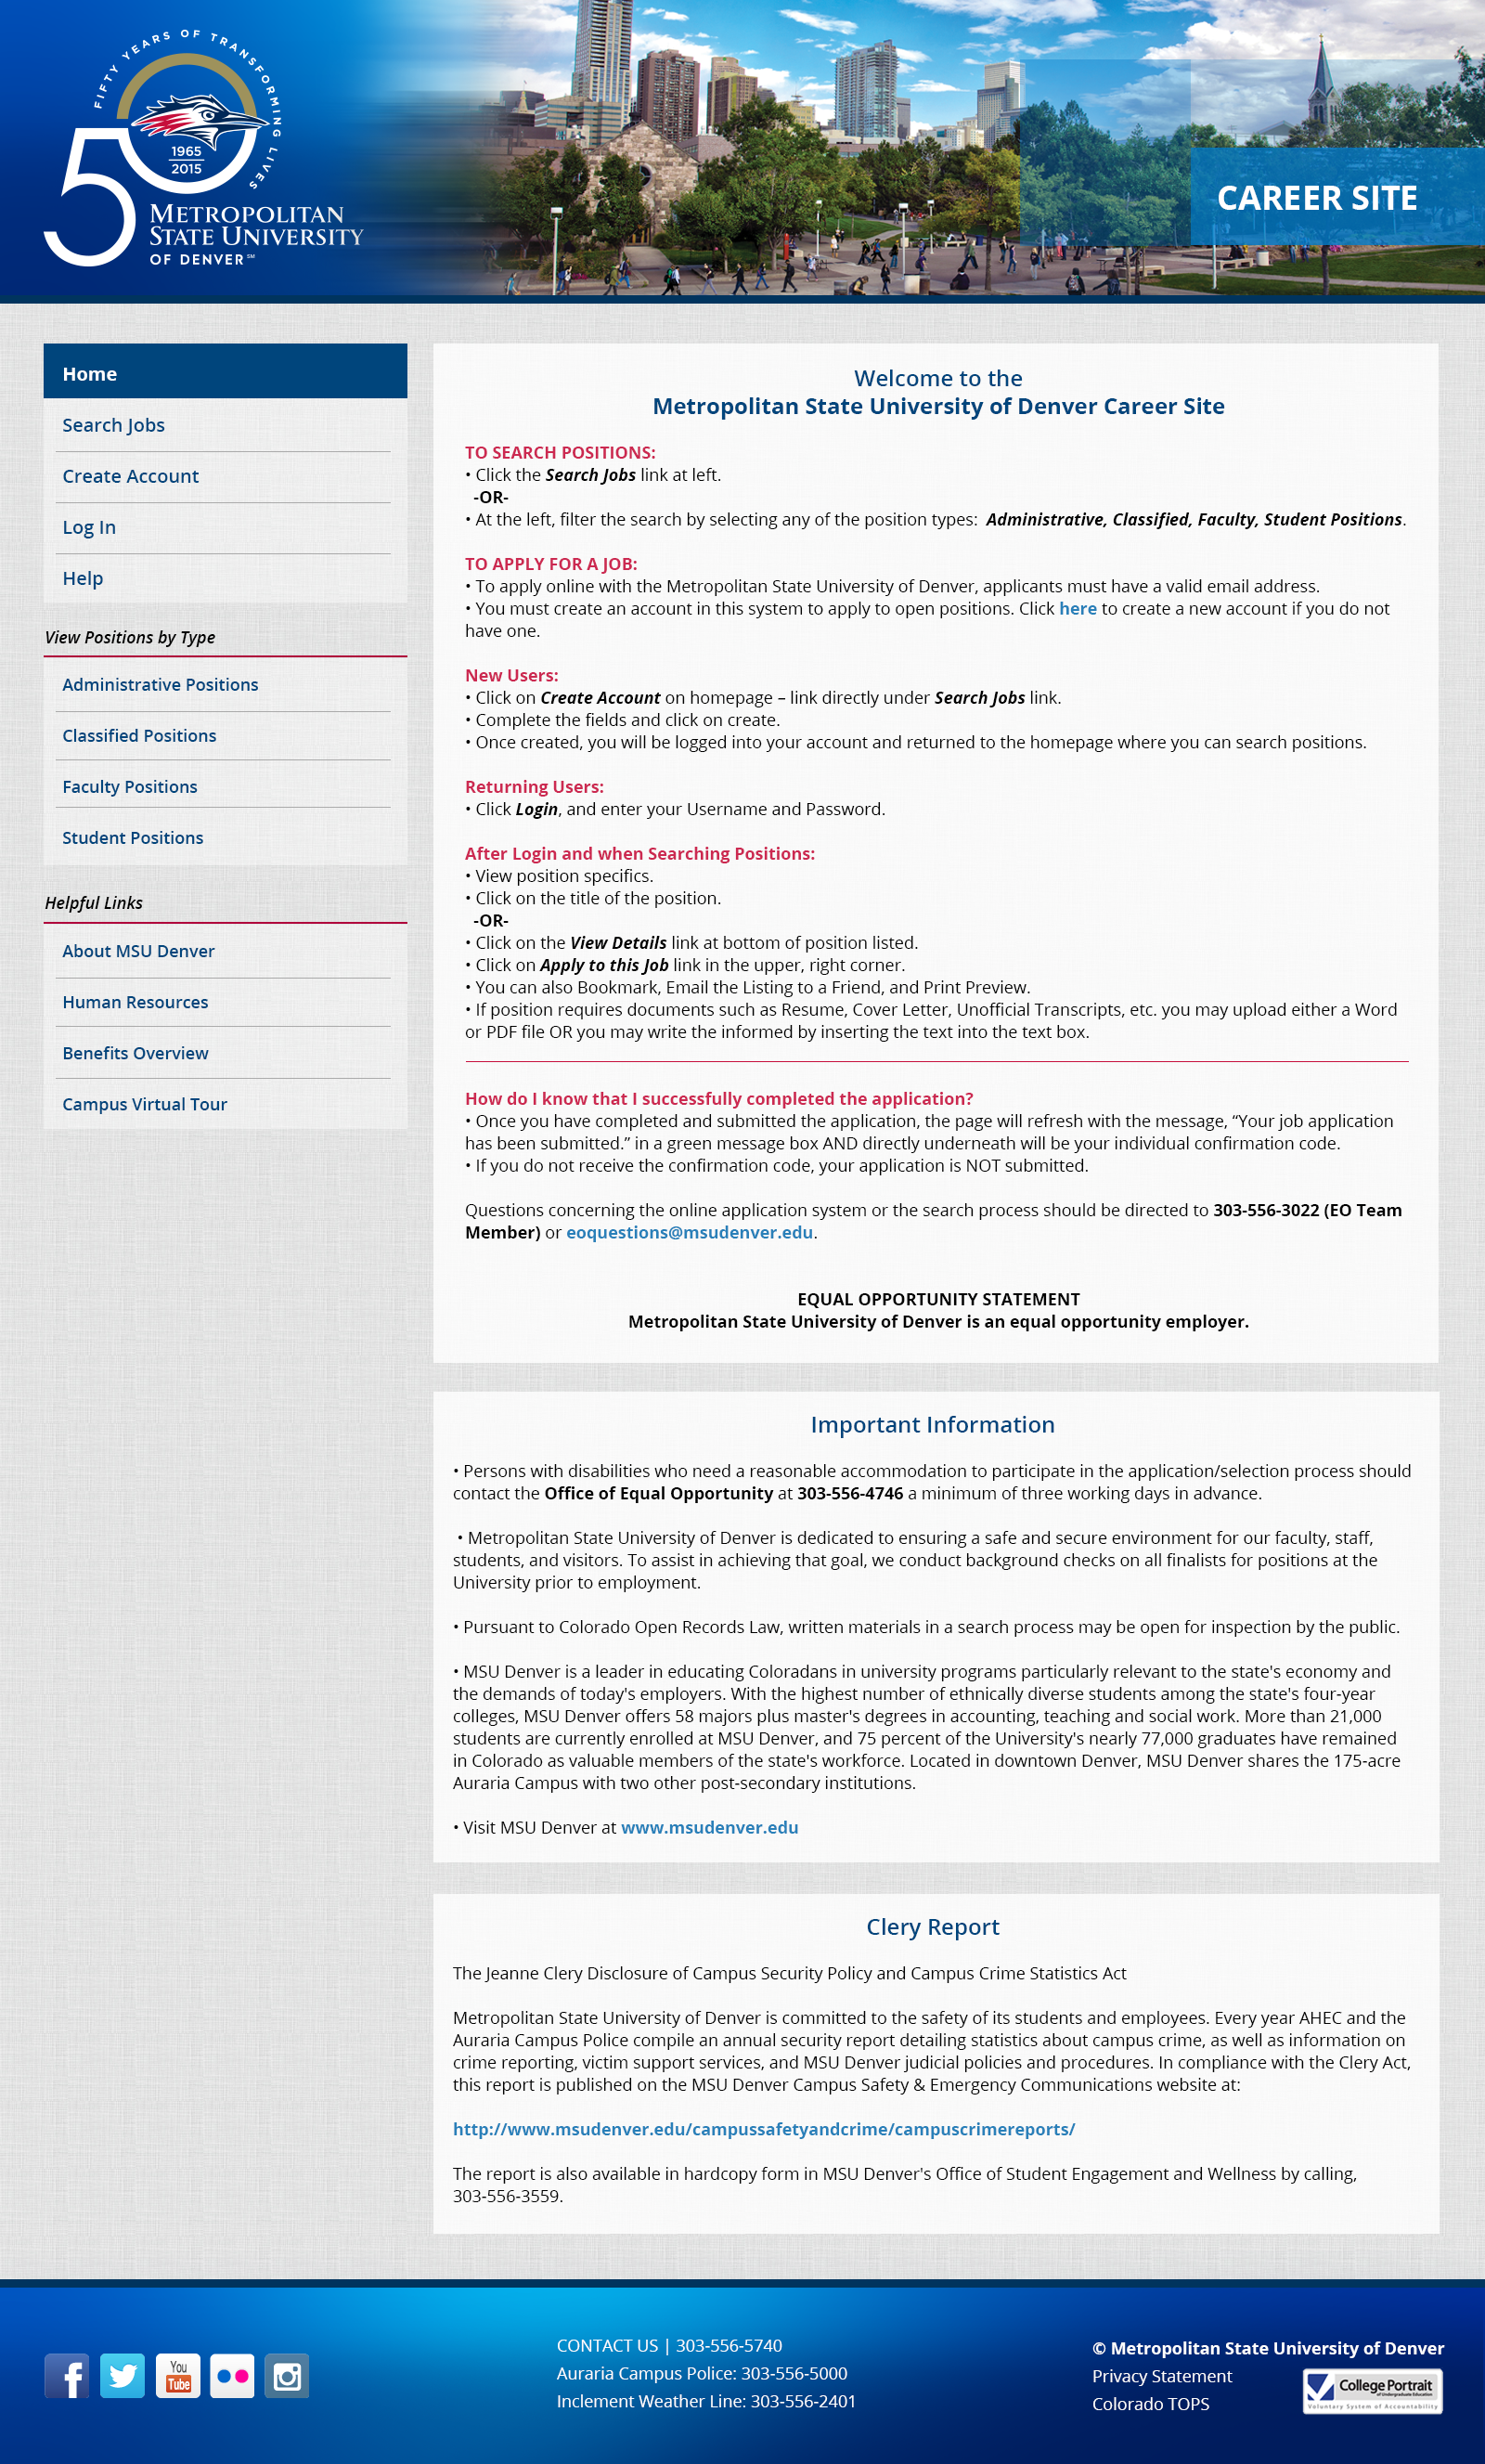 FIFTY YEARS OF TRANSFORMING LIVES
50
1965
2015
METROPOLITAN
STATE UNIVERSITY
OF DENVER℠
CAREER SITE
Home
Search Jobs
Create Account
Log In
Help
View Positions by Type
Administrative Positions
Classified Positions
Faculty Positions
Student Positions
Helpful Links
About MSU Denver
Human Resources
Benefits Overview
Campus Virtual Tour
Welcome to the
Metropolitan State University of Denver Career Site
TO SEARCH POSITIONS:
• Click the Search Jobs link at left.
-OR-
• At the left, filter the search by selecting any of the position types: Administrative, Classified, Faculty, Student Positions.
TO APPLY FOR A JOB:
• To apply online with the Metropolitan State University of Denver, applicants must have a valid email address.
• You must create an account in this system to apply to open positions. Click here to create a new account if you do not
have one.
New Users:
• Click on Create Account on homepage – link directly under Search Jobs link.
• Complete the fields and click on create.
• Once created, you will be logged into your account and returned to the homepage where you can search positions.
Returning Users:
• Click Login, and enter your Username and Password.
After Login and when Searching Positions:
• View position specifics.
• Click on the title of the position.
-OR-
• Click on the View Details link at bottom of position listed.
• Click on Apply to this Job link in the upper, right corner.
• You can also Bookmark, Email the Listing to a Friend, and Print Preview.
• If position requires documents such as Resume, Cover Letter, Unofficial Transcripts, etc. you may upload either a Word
or PDF file OR you may write the informed by inserting the text into the text box.
How do I know that I successfully completed the application?
• Once you have completed and submitted the application, the page will refresh with the message, “Your job application
has been submitted.” in a green message box AND directly underneath will be your individual confirmation code.
• If you do not receive the confirmation code, your application is NOT submitted.
Questions concerning the online application system or the search process should be directed to 303-556-3022 (EO Team
Member) or eoquestions@msudenver.edu.
EQUAL OPPORTUNITY STATEMENT
Metropolitan State University of Denver is an equal opportunity employer.
Important Information
• Persons with disabilities who need a reasonable accommodation to participate in the application/selection process should
contact the Office of Equal Opportunity at 303-556-4746 a minimum of three working days in advance.
• Metropolitan State University of Denver is dedicated to ensuring a safe and secure environment for our faculty, staff,
students, and visitors. To assist in achieving that goal, we conduct background checks on all finalists for positions at the
University prior to employment.
• Pursuant to Colorado Open Records Law, written materials in a search process may be open for inspection by the public.
• MSU Denver is a leader in educating Coloradans in university programs particularly relevant to the state's economy and
the demands of today's employers. With the highest number of ethnically diverse students among the state's four-year
colleges, MSU Denver offers 58 majors plus master's degrees in accounting, teaching and social work. More than 21,000
students are currently enrolled at MSU Denver, and 75 percent of the University's nearly 77,000 graduates have remained
in Colorado as valuable members of the state's workforce. Located in downtown Denver, MSU Denver shares the 175-acre
Auraria Campus with two other post-secondary institutions.
• Visit MSU Denver at www.msudenver.edu
Clery Report
The Jeanne Clery Disclosure of Campus Security Policy and Campus Crime Statistics Act
Metropolitan State University of Denver is committed to the safety of its students and employees. Every year AHEC and the
Auraria Campus Police compile an annual security report detailing statistics about campus crime, as well as information on
crime reporting, victim support services, and MSU Denver judicial policies and procedures. In compliance with the Clery Act,
this report is published on the MSU Denver Campus Safety & Emergency Communications website at:
http://www.msudenver.edu/campussafetyandcrime/campuscrimereports/
The report is also available in hardcopy form in MSU Denver's Office of Student Engagement and Wellness by calling,
303-556-3559.
You
Tube
CONTACT US | 303-556-5740
Auraria Campus Police: 303-556-5000
Inclement Weather Line: 303-556-2401
© Metropolitan State University of Denver
Privacy Statement
Colorado TOPS
College Portrait
of Undergraduate Education
Voluntary System of Accountability